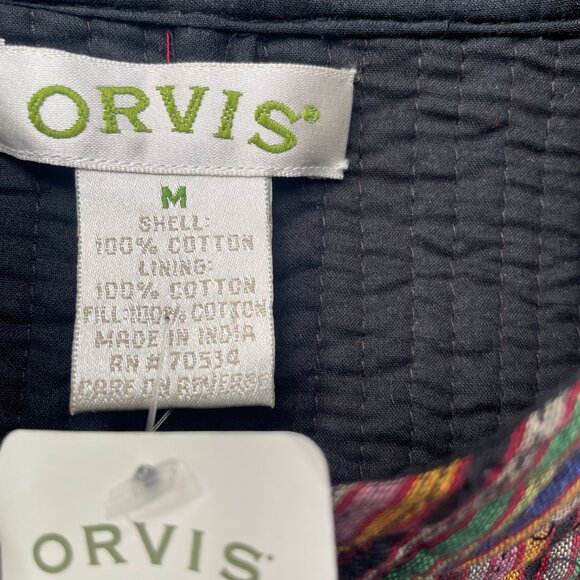 ORVIS®
M
SHELL:
100% COTTON
LINING:
100% COTTON
FILL:100% COTTON
MADE IN INDIA
RN # 70534
CARE ON REVERSE
ORVIS